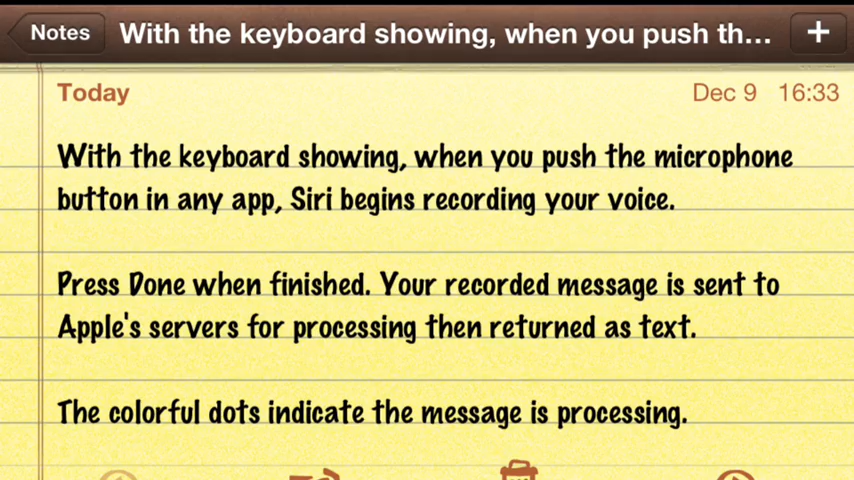 Notes
With the keyboard showing, when you push th...
+
Today
Dec 9 16:33
With the keyboard showing, when you push the microphone
button in any app, Siri begins recording your voice.
Press Done when finished. Your recorded message is sent to
Apple's servers for processing then returned as text.
The colorful dots indicate the message is processing.